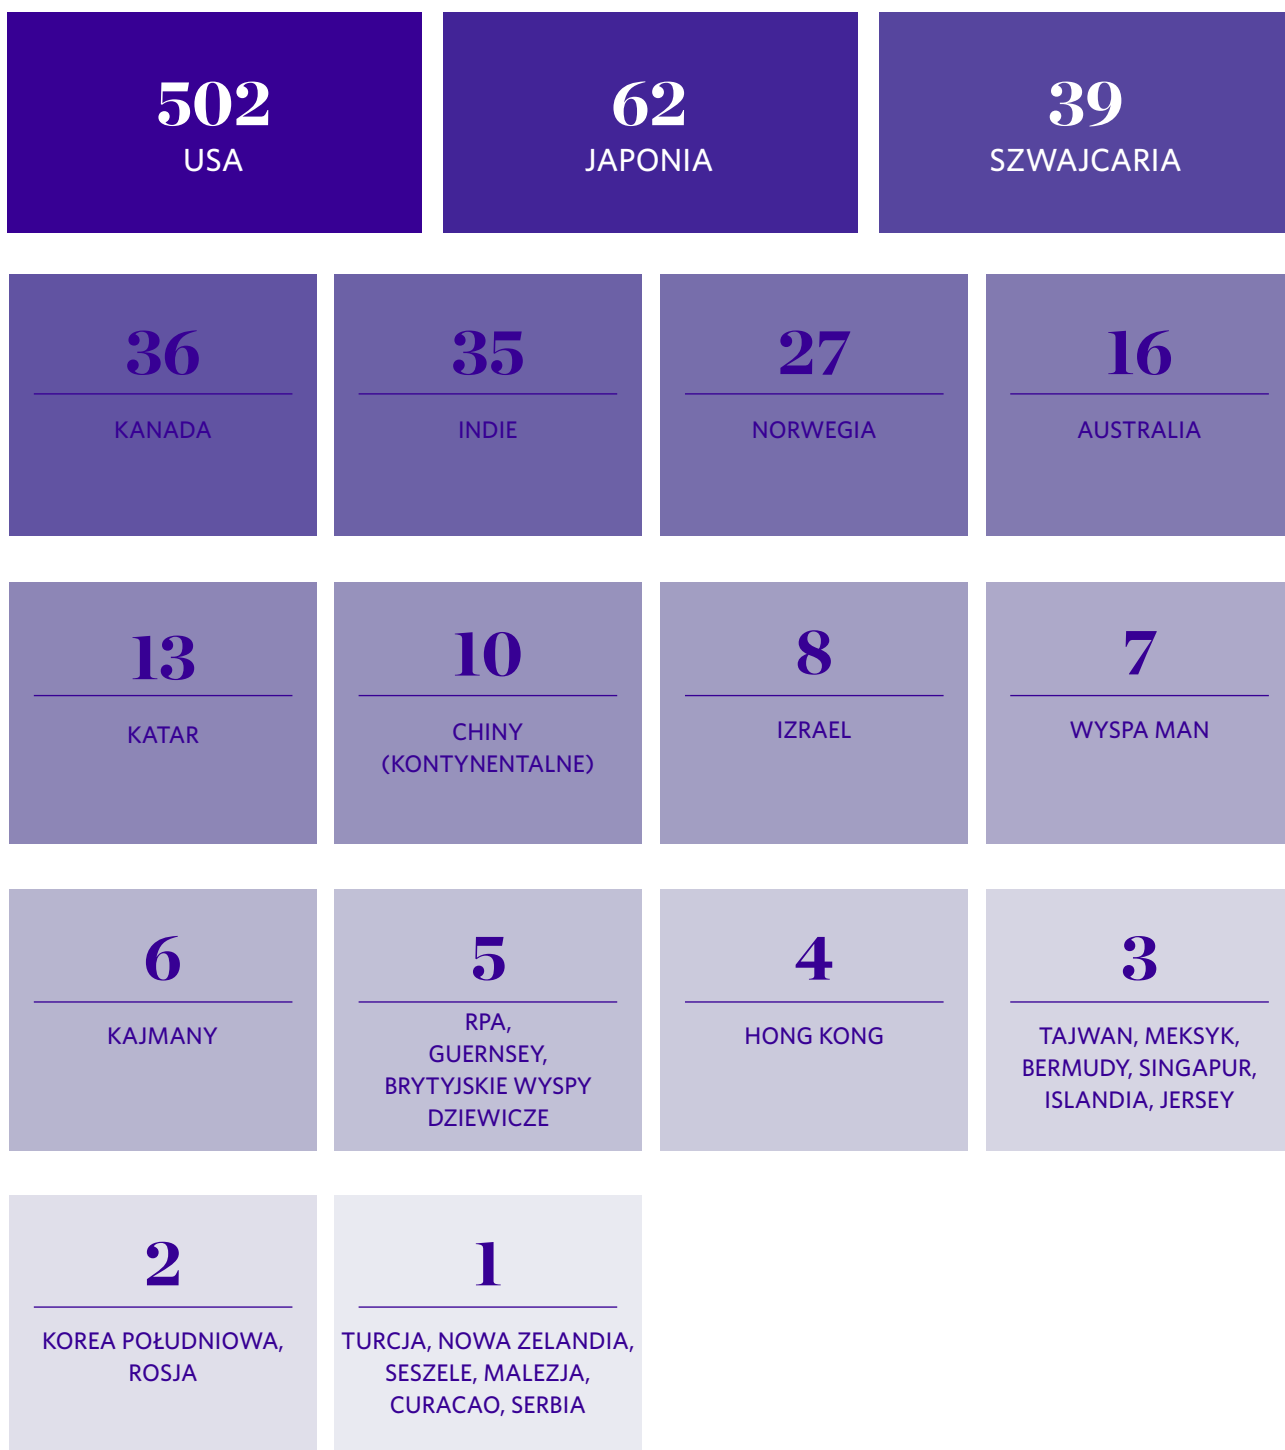 502
USA
62
JAPONIA
39
SZWAJCARIA
36
KANADA
35
INDIE
27
NORWEGIA
16
AUSTRALIA
13
KATAR
10
CHINY
(KONTYNENTALNE)
8
IZRAEL
7
WYSPA MAN
6
KAJMANY
5
RPA,
GUERNSEY,
BRYTYJSKIE WYSPY
DZIEWICZE
4
HONG KONG
3
TAJWAN, MEKSYK,
BERMUDY, SINGAPUR,
ISLANDIA, JERSEY
2
KOREA POŁUDNIOWA,
ROSJA
1
TURCJA, NOWA ZELANDIA,
SESZELE, MALEZJA,
CURACAO, SERBIA